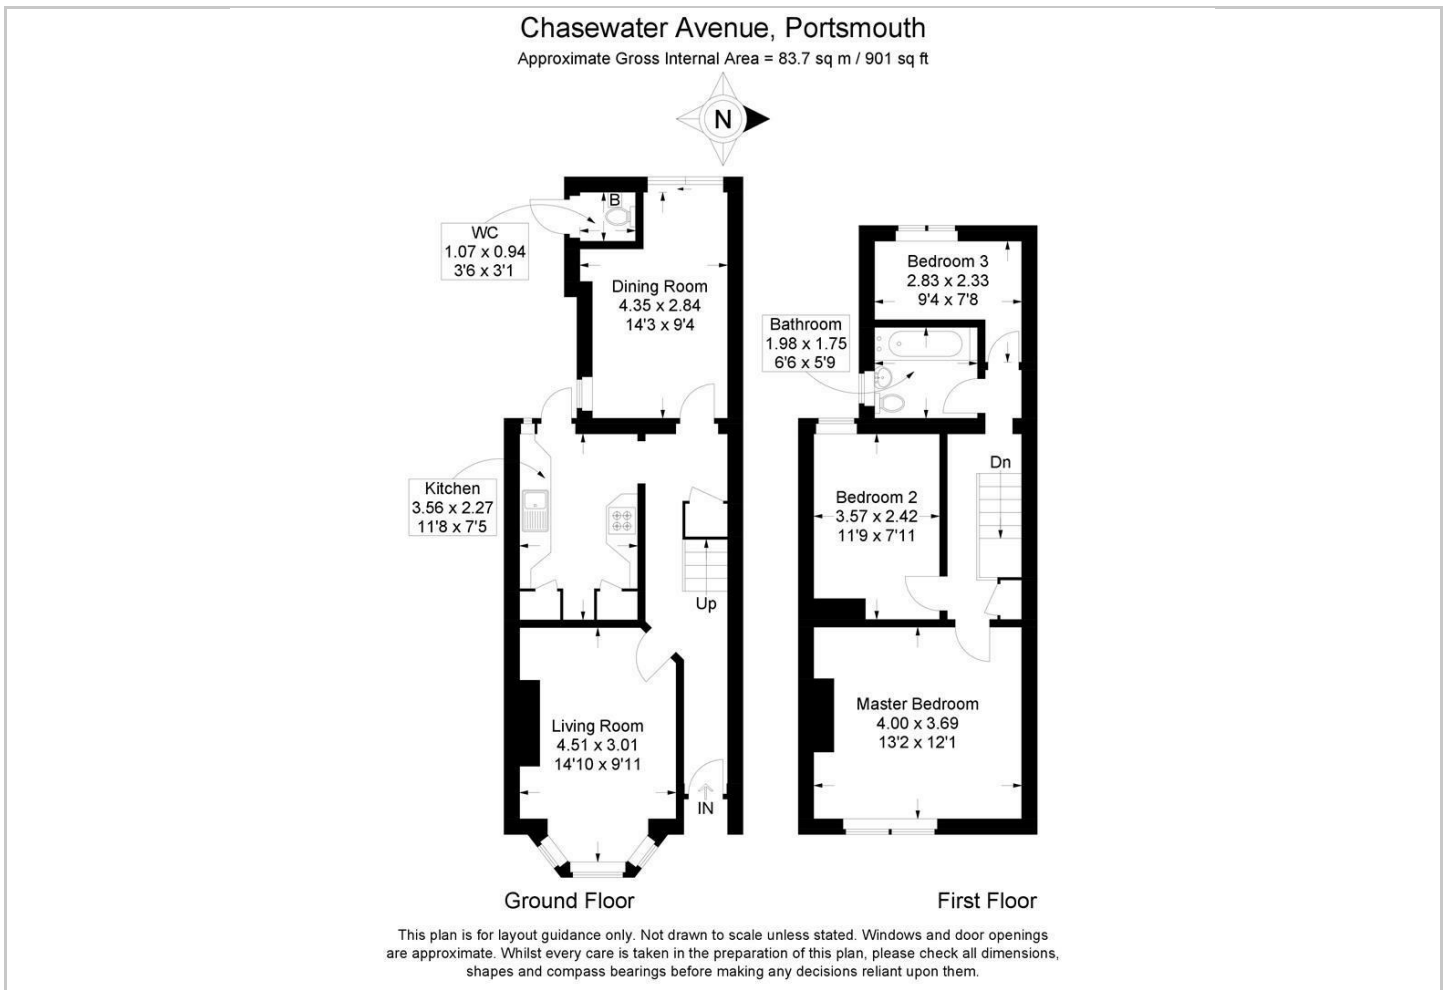 Chasewater Avenue, Portsmouth
Approximate Gross Internal Area = 83.7 sq m / 901 sq ft
N
B
WC
1.07 x 0.94
3'6 x 3'1
Dining Room
4.35 x 2.84
14'3 x 9'4
Kitchen
3.56 x 2.27
11'8 x 7'5
Up
Living Room
4.51 x 3.01
14'10 x 9'11
IN
Ground Floor
Bedroom 3
2.83 x 2.33
9'4 x 7'8
Bathroom
1.98 x 1.75
6'6 x 5'9
Dn
Bedroom 2
3.57 x 2.42
11'9 x 7'11
Master Bedroom
4.00 x 3.69
13'2 x 12'1
First Floor
This plan is for layout guidance only. Not drawn to scale unless stated. Windows and door openings
are approximate. Whilst every care is taken in the preparation of this plan, please check all dimensions,
shapes and compass bearings before making any decisions reliant upon them.